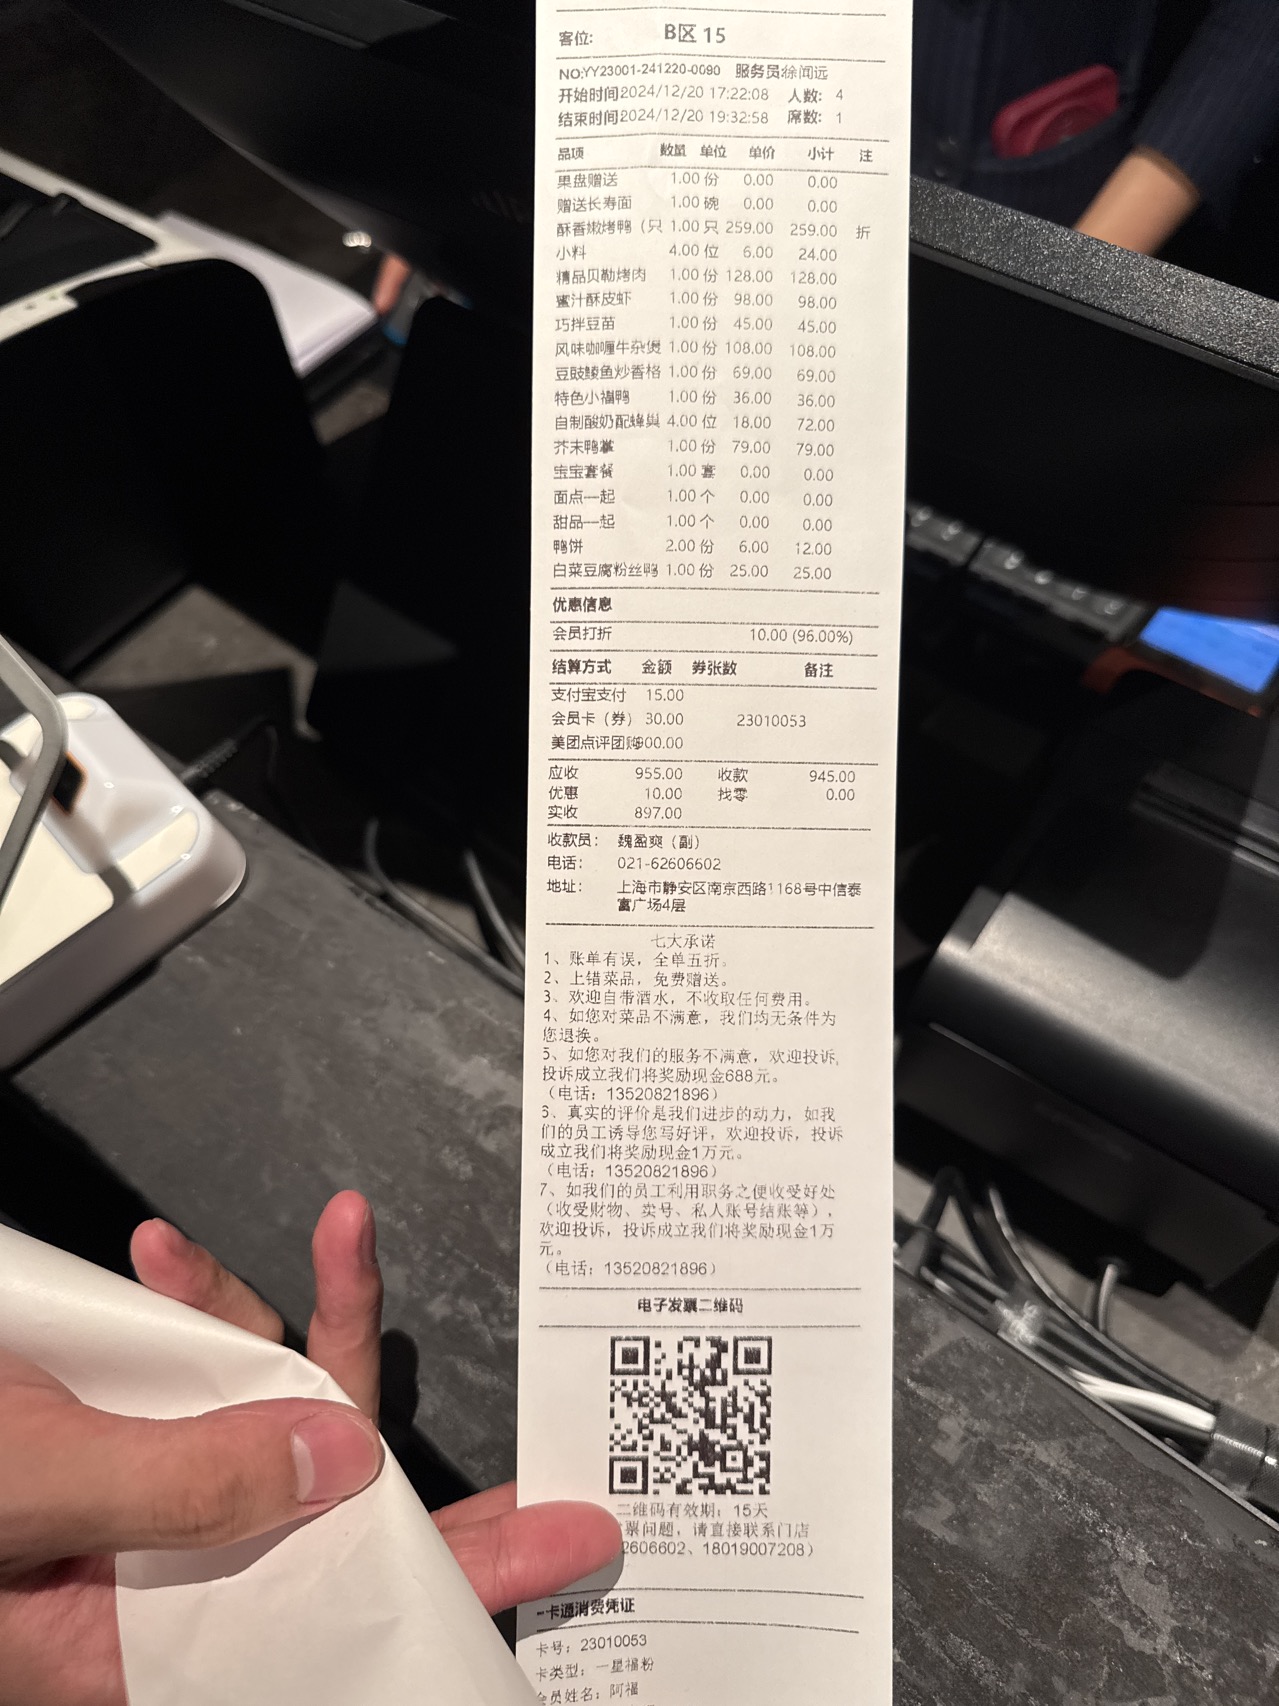 客位: B区 15
NO:YY23001-241220-0090 服务员:徐闻远
开始时间2024/12/20 17:22:08 人数: 4
结束时间2024/12/20 19:32:58 席数: 1
品项 数量 单位 单价 小计 注
果盘赠送 1.00 份 0.00 0.00
赠送长寿面 1.00 碗 0.00 0.00
酥香嫩烤鸭（只 1.00 只 259.00 259.00 折
小料 4.00 位 6.00 24.00
精品贝勒烤肉 1.00 份 128.00 128.00
蜜汁酥皮虾 1.00 份 98.00 98.00
巧拌豆苗 1.00 份 45.00 45.00
风味咖喱牛杂煲 1.00 份 108.00 108.00
豆豉鲮鱼炒香格 1.00 份 69.00 69.00
特色小福鸭 1.00 份 36.00 36.00
自制酸奶配蜂巢 4.00 位 18.00 72.00
芥末鸭掌 1.00 份 79.00 79.00
宝宝套餐 1.00 套 0.00 0.00
面点一起 1.00 个 0.00 0.00
甜品一起 1.00 个 0.00 0.00
鸭饼 2.00 份 6.00 12.00
白菜豆腐粉丝鸭 1.00 份 25.00 25.00
优惠信息
会员打折 10.00 (96.00%)
结算方式 金额 券张数 备注
支付宝支付 15.00
会员卡（券） 30.00 23010053
美团点评团购900.00
应收 955.00 收款 945.00
优惠 10.00 找零 0.00
实收 897.00
收款员: 魏盈爽（副）
电话: 021-62606602
地址: 上海市静安区南京西路1168号中信泰
富广场4层
七大承诺
1、账单有误，全单五折。
2、上错菜品，免费赠送。
3、欢迎自带酒水，不收取任何费用。
4、如您对菜品不满意，我们均无条件为
您退换。
5、如您对我们的服务不满意，欢迎投诉,
投诉成立我们将奖励现金688元。
（电话：13520821896）
6、真实的评价是我们进步的动力，如我
们的员工诱导您写好评，欢迎投诉，投诉
成立我们将奖励现金1万元。
（电话：13520821896）
7、如我们的员工利用职务之便收受好处
（收受财物、卖号、私人账号结账等），
欢迎投诉，投诉成立我们将奖励现金1万
元。
（电话：13520821896）
电子发票二维码
二维码有效期：15天
票问题，请直接联系门店
2606602、18019007208）
一卡通消费凭证
卡号：23010053
卡类型：一星福粉
会员姓名：阿福